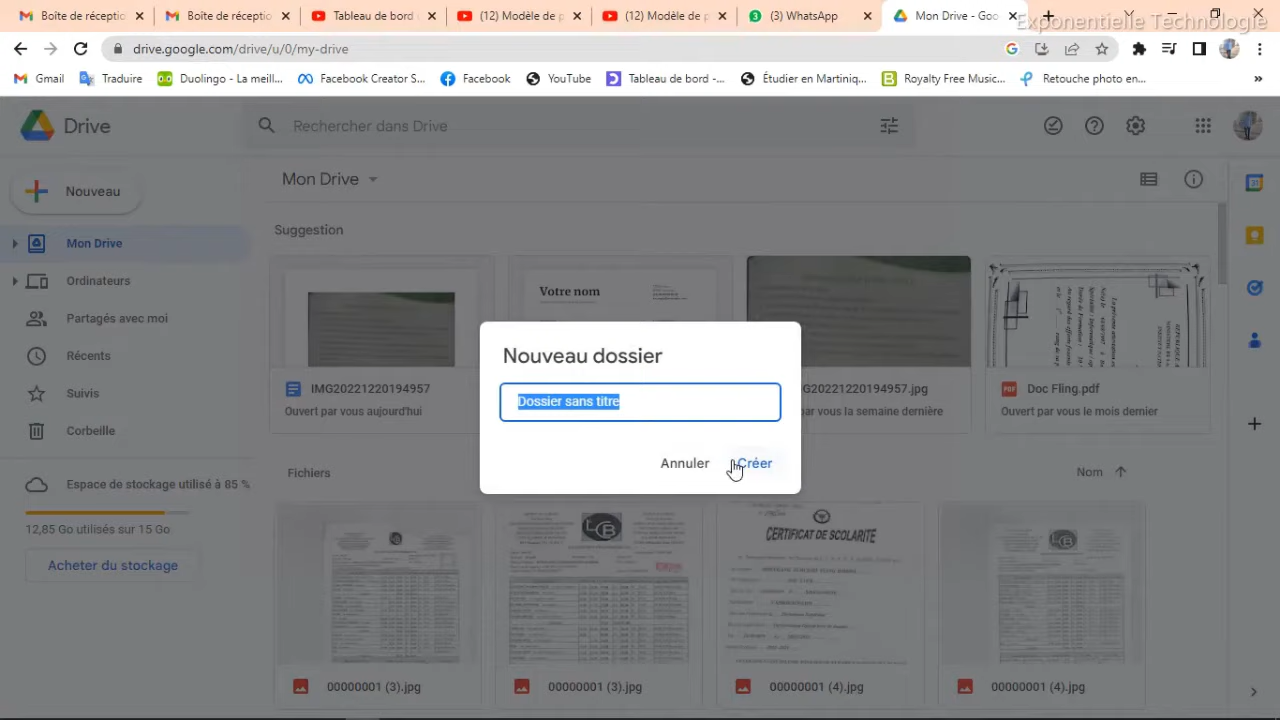 Boîte de réceptio
Boîte de réceptio
Tableau de bord
(12) Modèle de p
(12) Modèle de p
(3) WhatsApp
Mon Drive - Goo
Exponentielle Technologie
drive.google.com/drive/u/0/my-drive
Gmail
Traduire
Duolingo - La meill...
Facebook Creator S...
Facebook
YouTube
Tableau de bord -...
Étudier en Martiniq...
Royalty Free Music...
Retouche photo en...
»
Drive
Rechercher dans Drive
Nouveau
Mon Drive
Ordinateurs
Partagés avec moi
Récents
Suivis
Corbeille
Espace de stockage utilisé à 85 %
12,85 Go utilisés sur 15 Go
Acheter du stockage
Mon Drive
Suggestion
Votre nom
IMG20221220194957
Ouvert par vous aujourd'hui
G20221220194957.jpg
par vous la semaine dernière
Doc Fling.pdf
Ouvert par vous le mois dernier
Nouveau dossier
Dossier sans titre
Annuler
Créer
Fichiers
Nom
LCB
CERTIFICAT DE SCOLARITE
00000001 (3).jpg
00000001 (3).jpg
00000001 (4).jpg
00000001 (4).jpg